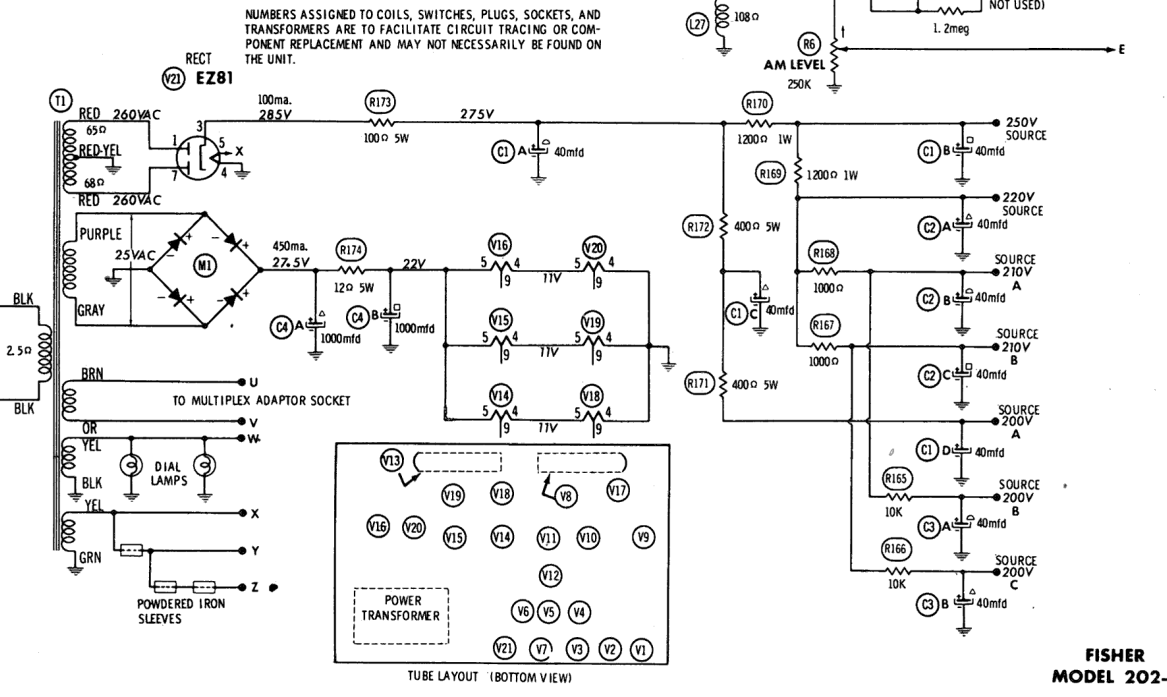 NUMBERS ASSIGNED TO COILS, SWITCHES, PLUGS, SOCKETS, AND
TRANSFORMERS ARE TO FACILITATE CIRCUIT TRACING OR COM-
PONENT REPLACEMENT AND MAY NOT NECESSARILY BE FOUND ON
THE UNIT.
L27
108Ω
NOT USED)
1.2meg
R6
AM LEVEL
250K
E
RECT
V21 EZ81
T1
RED 260VAC
65Ω
RED-YEL
68Ω
RED 260VAC
1
3
5
X
4
7
100ma.
285V
R173
100Ω 5W
275V
C1 A 40mfd
R170
1200Ω 1W
250V
SOURCE
C1 B 40mfd
R169
1200Ω 1W
220V
SOURCE
C2 A 40mfd
R172
400Ω 5W
R168
1000Ω
SOURCE
210V
A
C2 B 40mfd
C1 C 40mfd
R167
1000Ω
SOURCE
210V
B
C2 C 40mfd
R171
400Ω 5W
SOURCE
200V
A
C1 D 40mfd
R165
10K
SOURCE
200V
B
C3 A 40mfd
R166
10K
SOURCE
200V
C
C3 B 40mfd
PURPLE
25VAC
GRAY
M1
450ma.
27.5V
R174
12Ω 5W
22V
C4 A 1000mfd
C4 B 1000mfd
V16 V20
5 4 11V 5 4
9 9
V15 V19
5 4 11V 5 4
9 9
V14 V18
5 4 11V 5 4
9 9
BLK
2.5Ω
BLK
BRN
U
TO MULTIPLEX ADAPTOR SOCKET
V
OR
W
YEL
DIAL
LAMPS
BLK
YEL
X
GRN
Y
Z
POWDERED IRON
SLEEVES
V13
V19 V18 V8 V17
V16 V20 V15 V14 V11 V10 V9
V12
POWER
TRANSFORMER
V6 V5 V4
V21 V7 V3 V2 V1
TUBE LAYOUT (BOTTOM VIEW)
FISHER
MODEL 202-